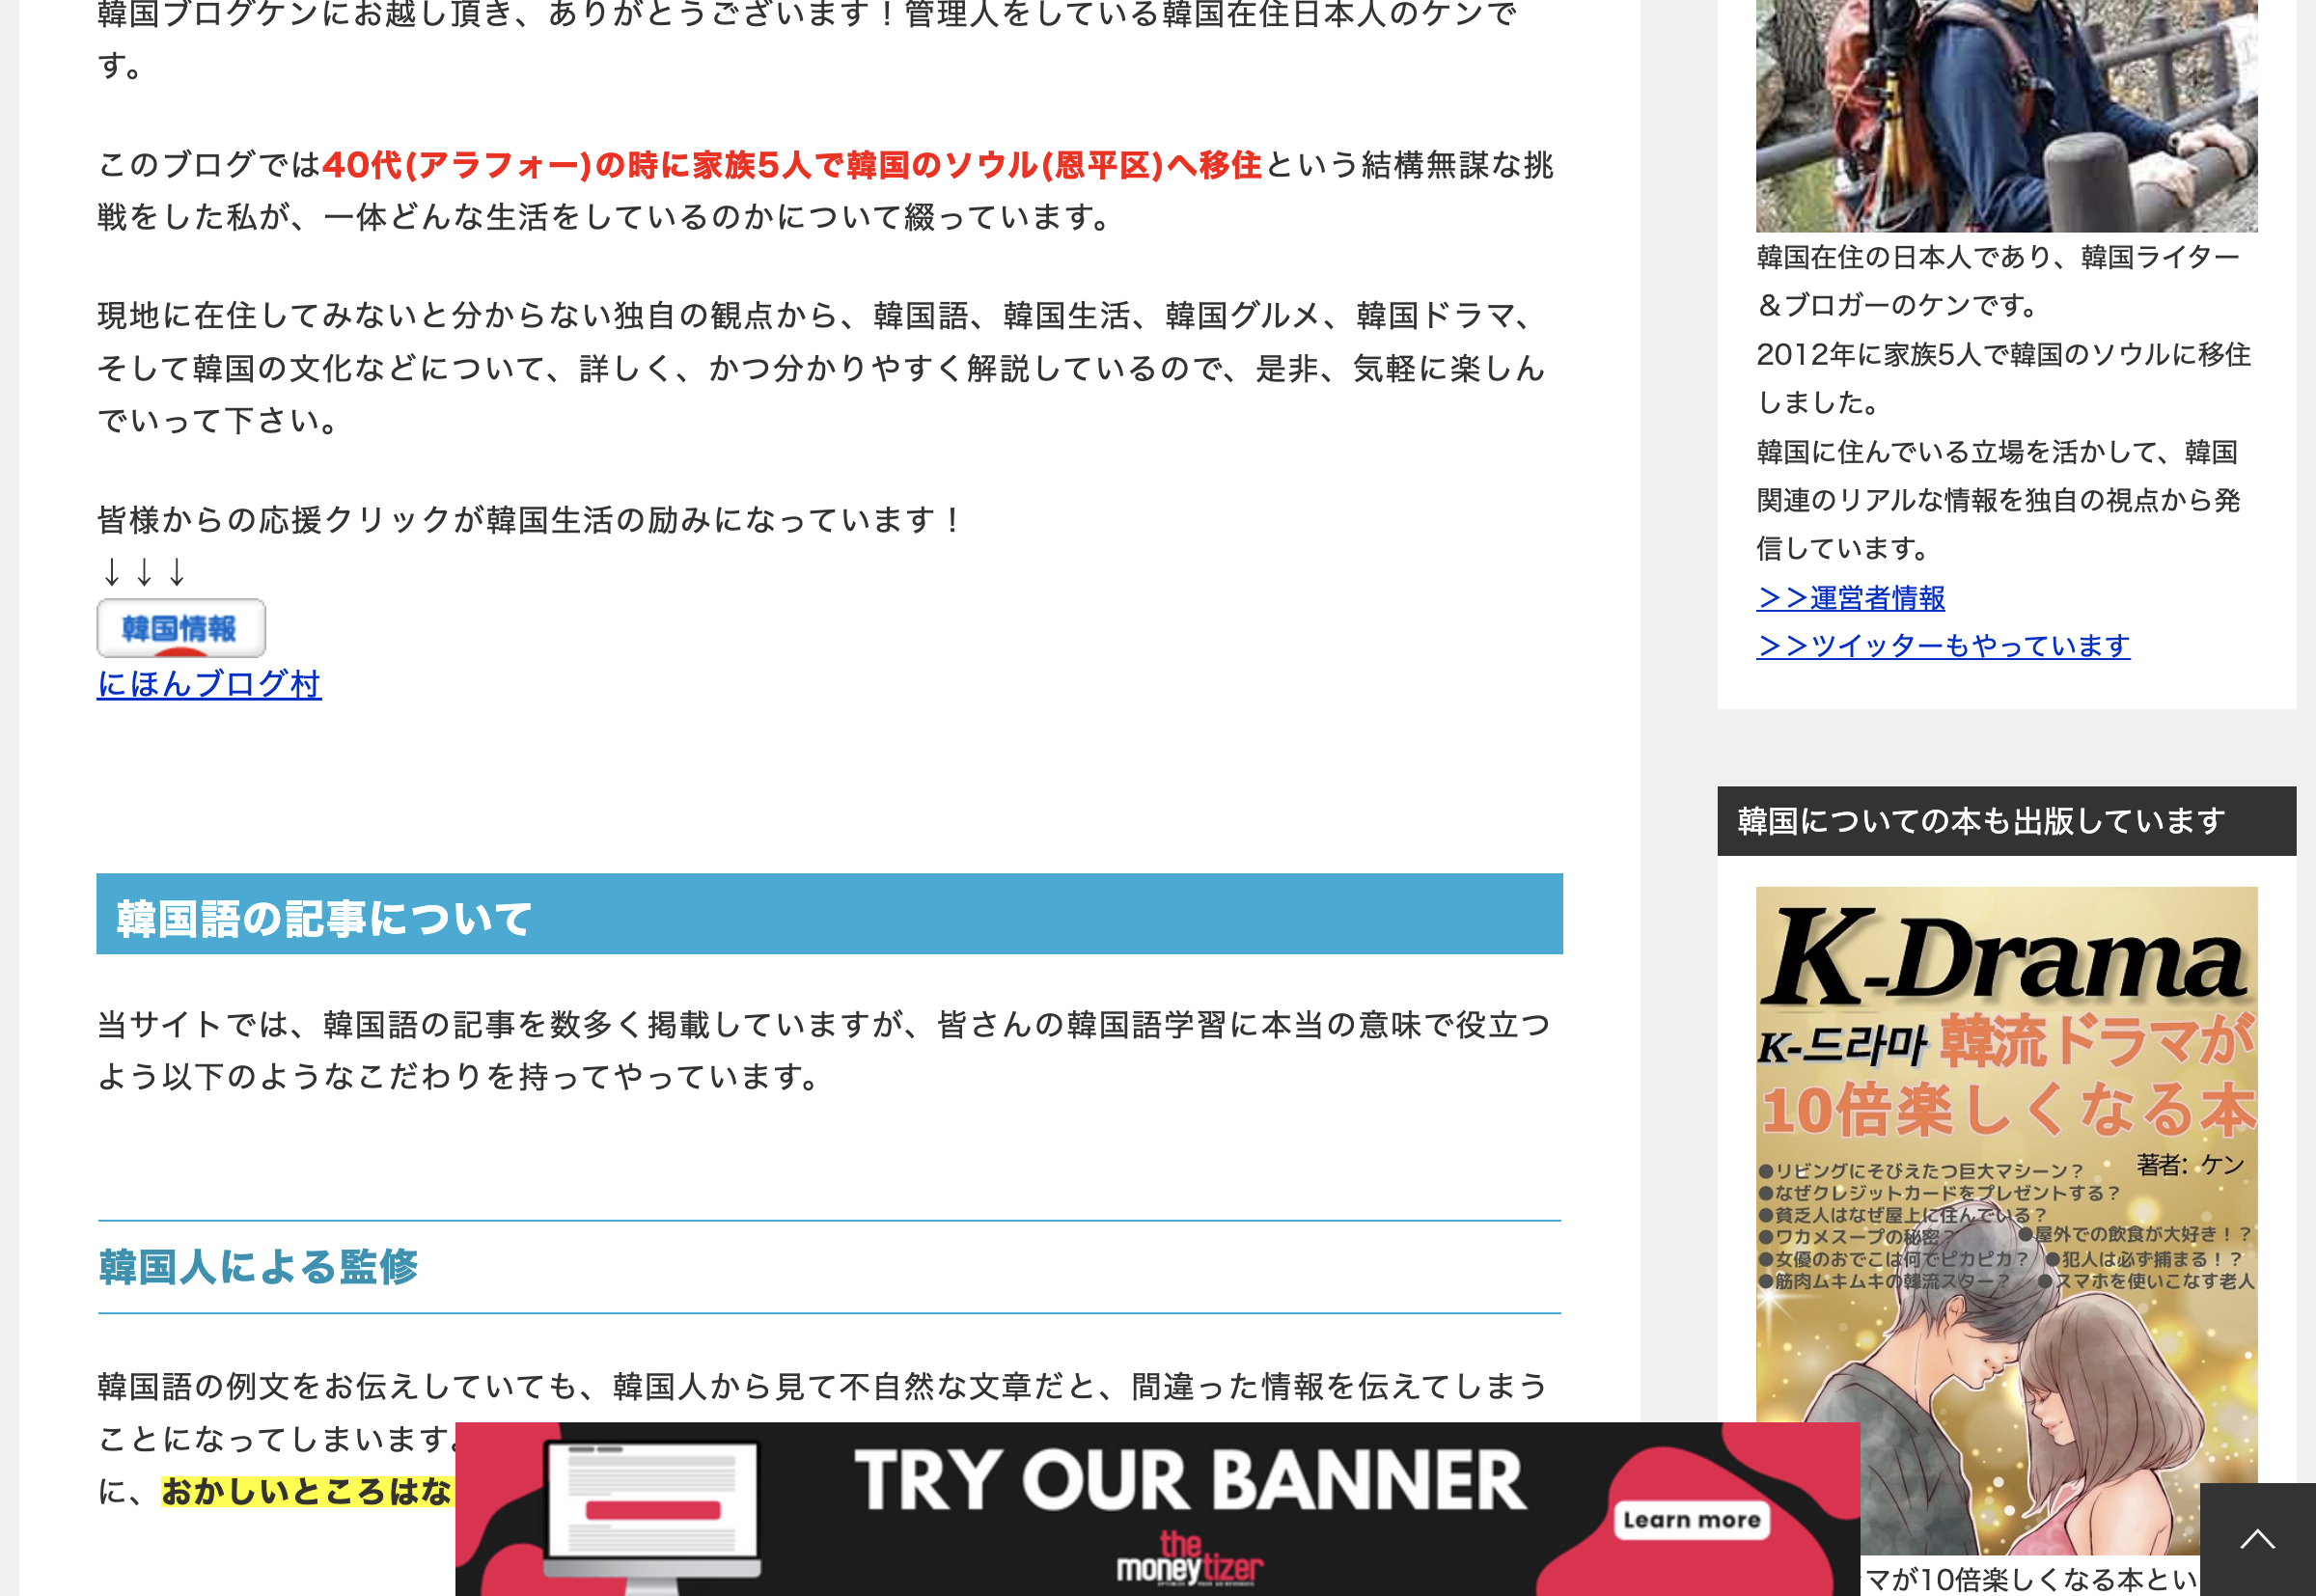 韓国ブログケンにお越し頂き、ありがとうございます！管理人をしている韓国在住日本人のケンで
す。
このブログでは40代(アラフォー)の時に家族5人で韓国のソウル(恩平区)へ移住という結構無謀な挑
戦をした私が、一体どんな生活をしているのかについて綴っています。
現地に在住してみないと分からない独自の観点から、韓国語、韓国生活、韓国グルメ、韓国ドラマ、
そして韓国の文化などについて、詳しく、かつ分かりやすく解説しているので、是非、気軽に楽しん
でいって下さい。
皆様からの応援クリックが韓国生活の励みになっています！
↓↓↓
韓国情報
にほんブログ村
韓国語の記事について
当サイトでは、韓国語の記事を数多く掲載していますが、皆さんの韓国語学習に本当の意味で役立つ
よう以下のようなこだわりを持ってやっています。
韓国人による監修
韓国語の例文をお伝えしていても、韓国人から見て不自然な文章だと、間違った情報を伝えてしまう
ことになってしまいます。
に、おかしいところはな
韓国在住の日本人であり、韓国ライター
＆ブロガーのケンです。
2012年に家族5人で韓国のソウルに移住
しました。
韓国に住んでいる立場を活かして、韓国
関連のリアルな情報を独自の視点から発
信しています。
>>運営者情報
>>ツイッターもやっています
韓国についての本も出版しています
K-Drama
K-드라마 韓流ドラマが
10倍楽しくなる本
著者：ケン
●リビングにそびえたつ巨大マシーン？
●なぜクレジットカードをプレゼントする？
●貧乏人はなぜ屋上に住んでいる？
●ワカメスープの秘密？ ●屋外での飲食が大好き！？
●女優のおでこは何でピカピカ？ ●犯人は必ず捕まる！？
●筋肉ムキムキの韓流スター？ ●スマホを使いこなす老人
マが10倍楽しくなる本とい
TRY OUR BANNER
Learn more
the
moneytizer